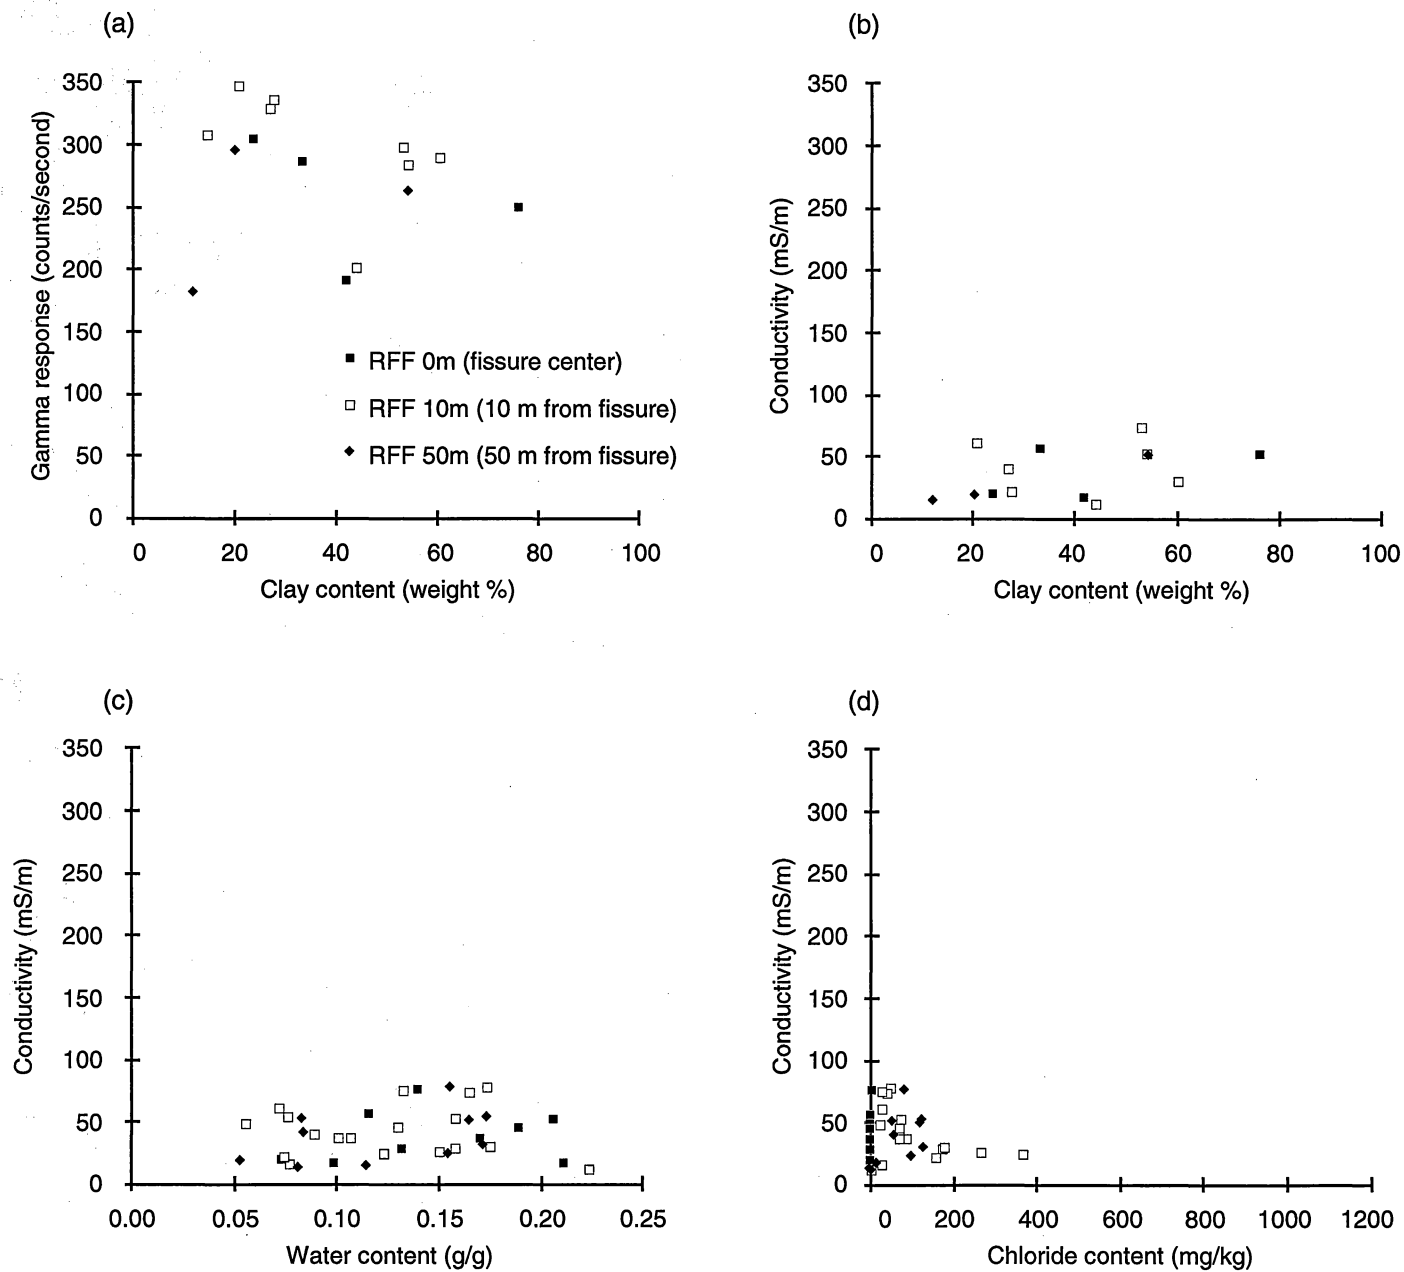 (a)
350
300
250
200
150
100
50
0
Gamma response (counts/second)
■ RFF 0m (fissure center)
□ RFF 10m (10 m from fissure)
◆ RFF 50m (50 m from fissure)
0 20 40 60 80 100
Clay content (weight %)
(b)
350
300
250
200
150
100
50
0
Conductivity (mS/m)
0 20 40 60 80 100
Clay content (weight %)
(c)
350
300
250
200
150
100
50
0
Conductivity (mS/m)
0.00 0.05 0.10 0.15 0.20 0.25
Water content (g/g)
(d)
350
300
250
200
150
100
50
0
Conductivity (mS/m)
0 200 400 600 800 1000 1200
Chloride content (mg/kg)